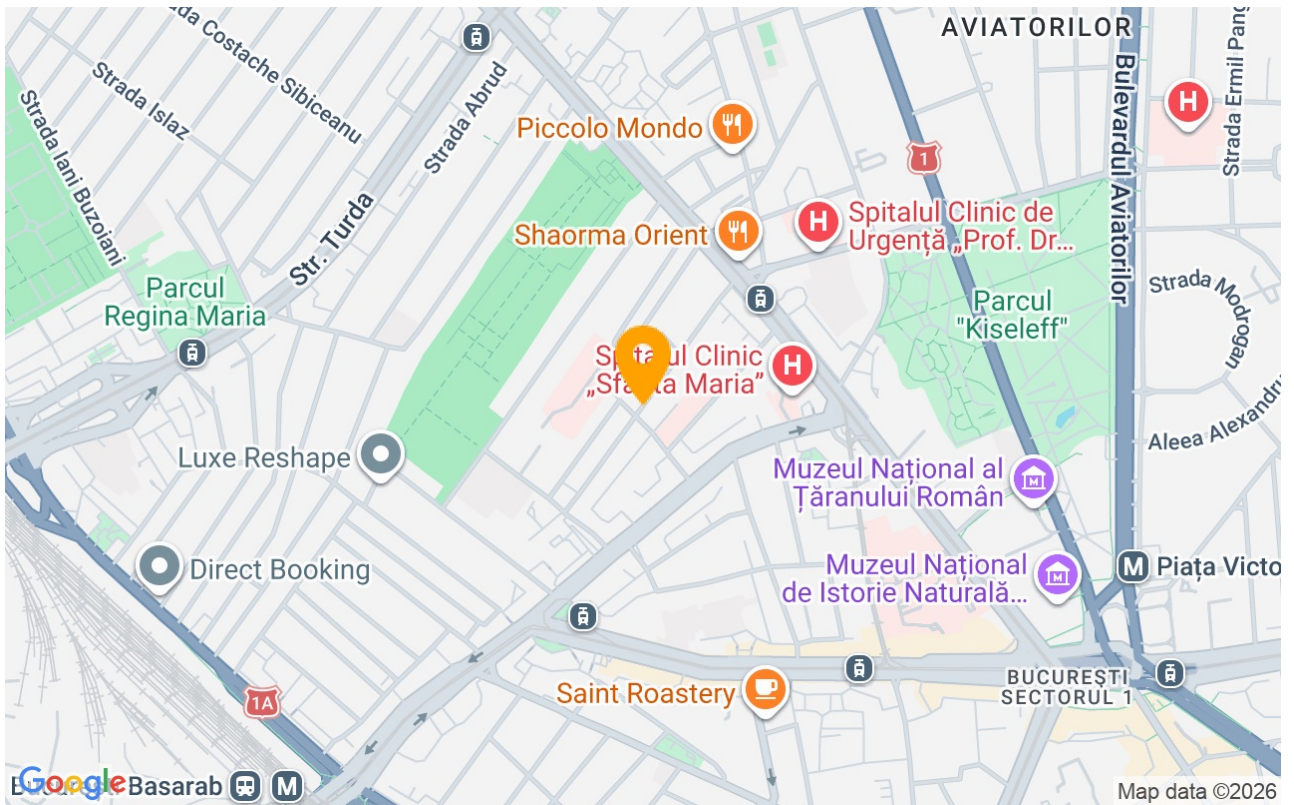 AVIATORILOR
da Costache Sibiceanu
Strada Islaz
Strada Iani Buzoiani
Strada Abrud
Str. Turda
Piccolo Mondo
Shaorma Orient
1
H
Bulevardul Aviatorilor
Strada Ermil Pang
H
Spitalul Clinic de
Urgență „Prof. Dr...
Parcul
Regina Maria
Parcul
"Kiseleff"
Strada Modrogan
Aleea Alexandru
Spitalul Clinic
„Sfânta Maria”
H
Luxe Reshape
Muzeul Național al
Țăranului Român
Direct Booking
Muzeul Național
de Istorie Naturală...
M Piața Victo
Saint Roastery
BUCUREȘTI
SECTORUL 1
1A
Google
Basarab
M
Map data ©2026